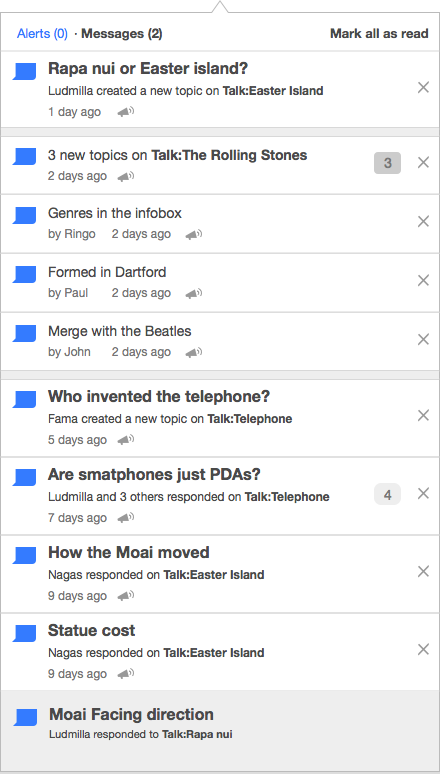 Alerts (0) · Messages (2) Mark all as read
Rapa nui or Easter island?
Ludmilla created a new topic on Talk:Easter Island
1 day ago
3 new topics on Talk:The Rolling Stones 3
2 days ago
Genres in the infobox
by Ringo 2 days ago
Formed in Dartford
by Paul 2 days ago
Merge with the Beatles
by John 2 days ago
Who invented the telephone?
Fama created a new topic on Talk:Telephone
5 days ago
Are smatphones just PDAs?
Ludmilla and 3 others responded on Talk:Telephone 4
7 days ago
How the Moai moved
Nagas responded on Talk:Easter Island
9 days ago
Statue cost
Nagas responded on Talk:Easter Island
9 days ago
Moai Facing direction
Ludmilla responded to Talk:Rapa nui